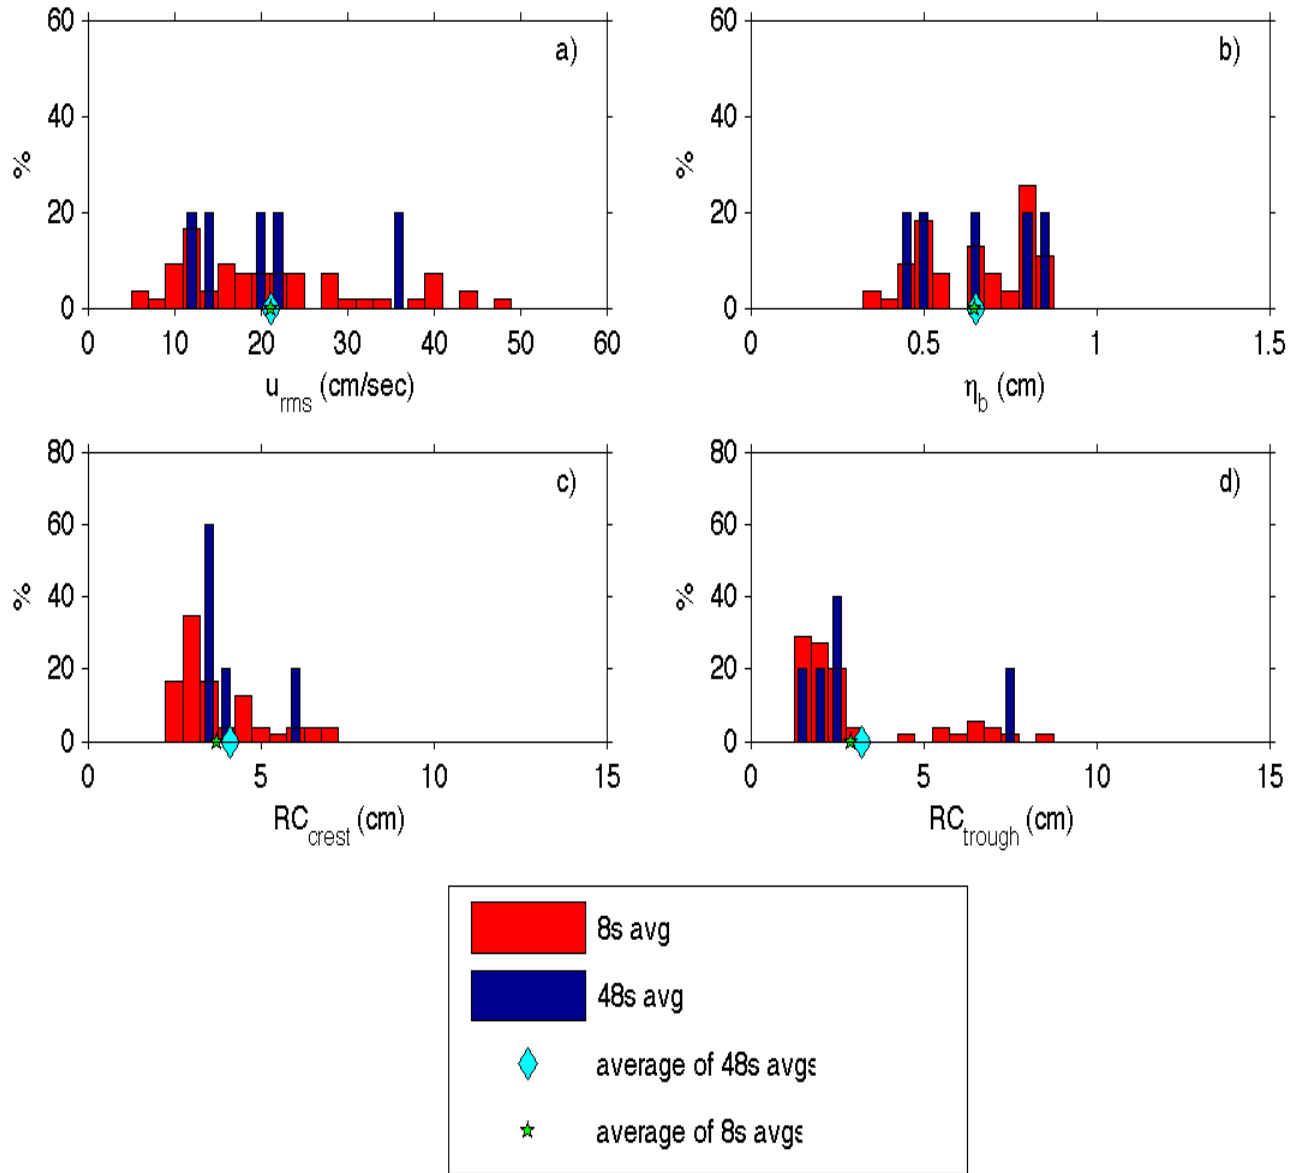 60
a)
40
%
20
0
0 10 20 30 40 50 60
u_rms (cm/sec)
60
b)
40
%
20
0
0 0.5 1 1.5
η_b (cm)
80
c)
60
%
40
20
0
0 5 10 15
RC_crest (cm)
80
d)
60
%
40
20
0
0 5 10 15
RC_trough (cm)
8s avg
48s avg
average of 48s avgs
average of 8s avgs